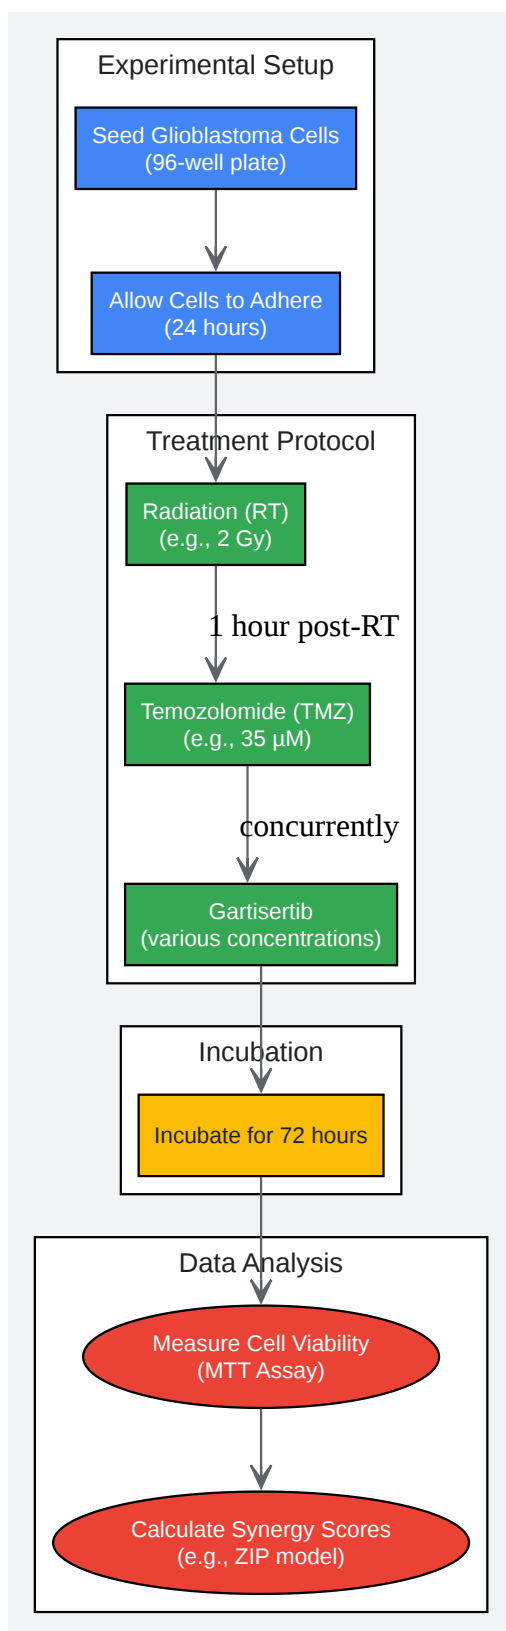 Experimental Setup
Seed Glioblastoma Cells
(96-well plate)
Allow Cells to Adhere
(24 hours)
Treatment Protocol
Radiation (RT)
(e.g., 2 Gy)
1 hour post-RT
Temozolomide (TMZ)
(e.g., 35 µM)
concurrently
Gartisertib
(various concentrations)
Incubation
Incubate for 72 hours
Data Analysis
Measure Cell Viability
(MTT Assay)
Calculate Synergy Scores
(e.g., ZIP model)